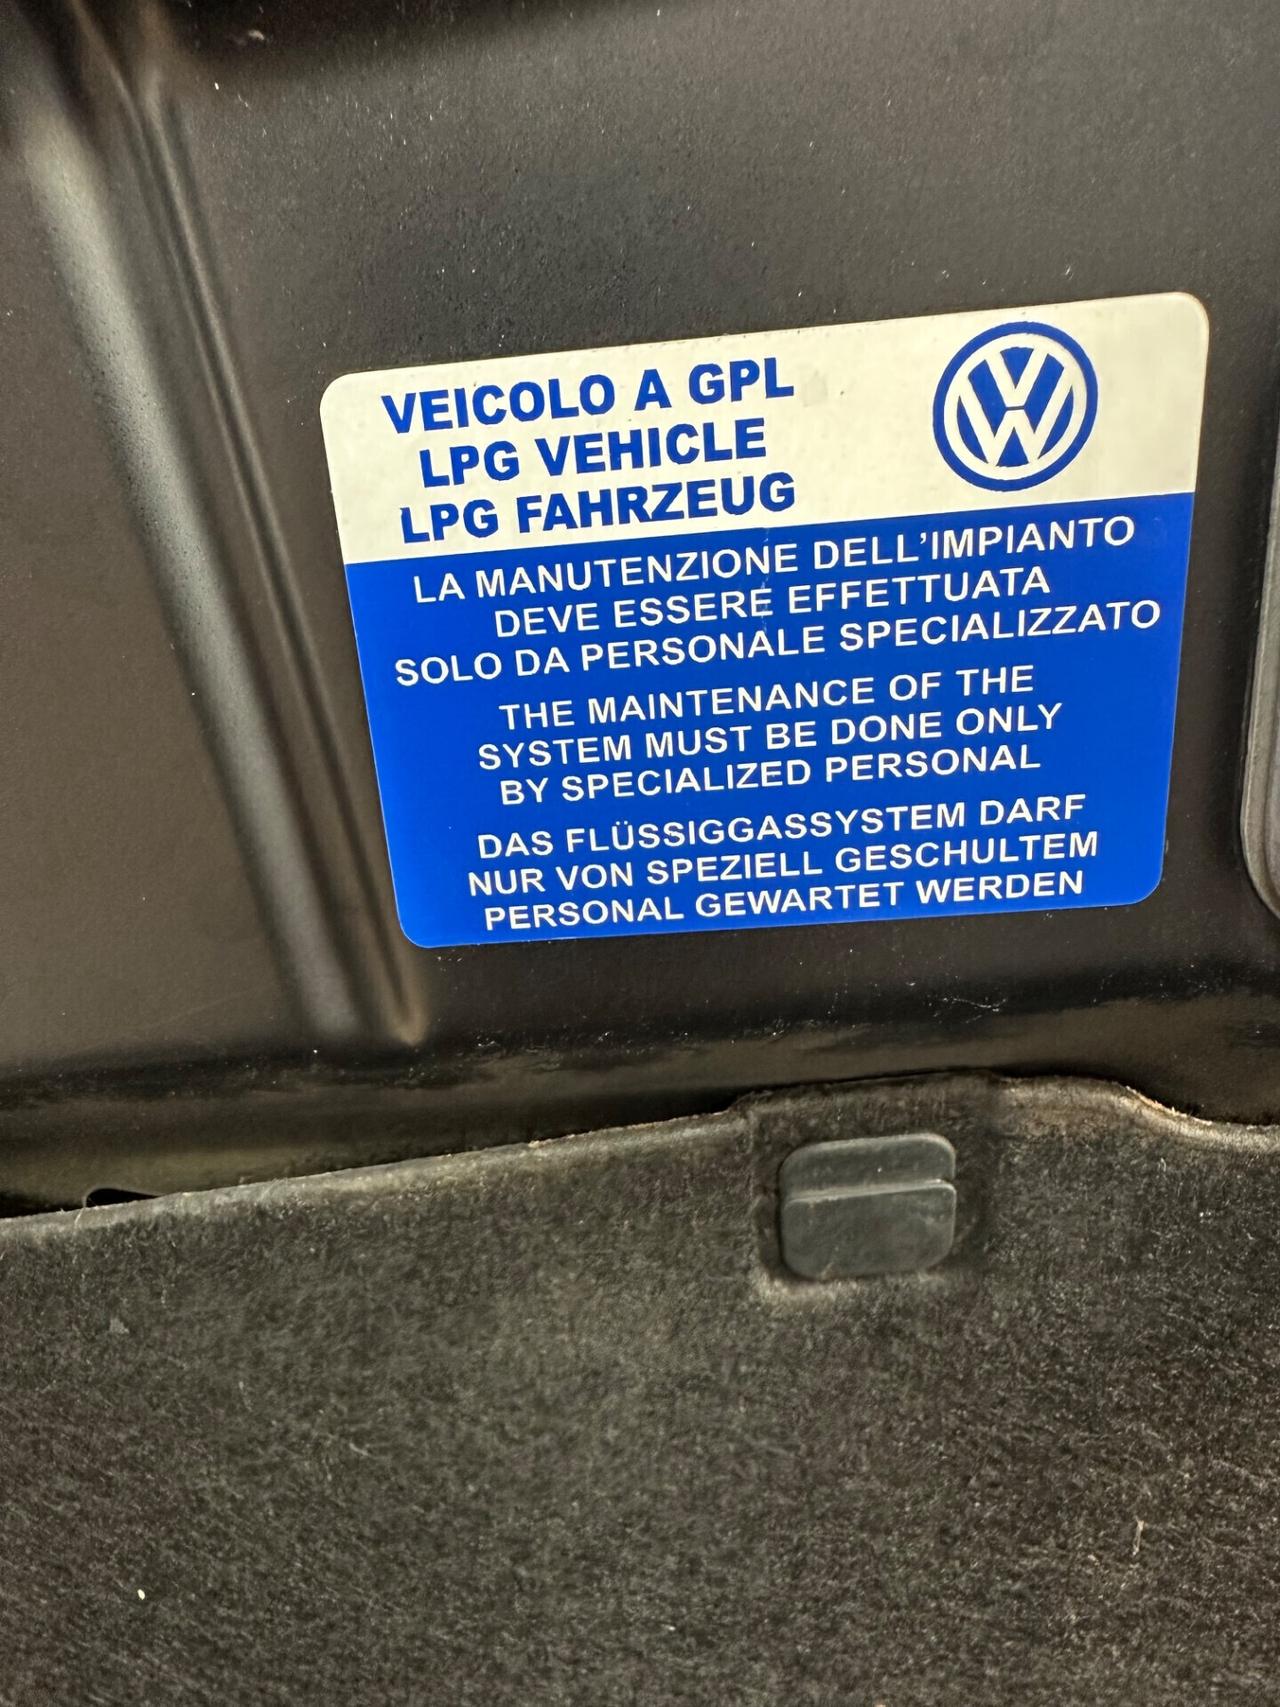 VEICOLO A GPL
LPG VEHICLE
LPG FAHRZEUG
LA MANUTENZIONE DELL'IMPIANTO
DEVE ESSERE EFFETTUATA
SOLO DA PERSONALE SPECIALIZZATO
THE MAINTENANCE OF THE
SYSTEM MUST BE DONE ONLY
BY SPECIALIZED PERSONAL
DAS FLÜSSIGGASSYSTEM DARF
NUR VON SPEZIELL GESCHULTEM
PERSONAL GEWARTET WERDEN